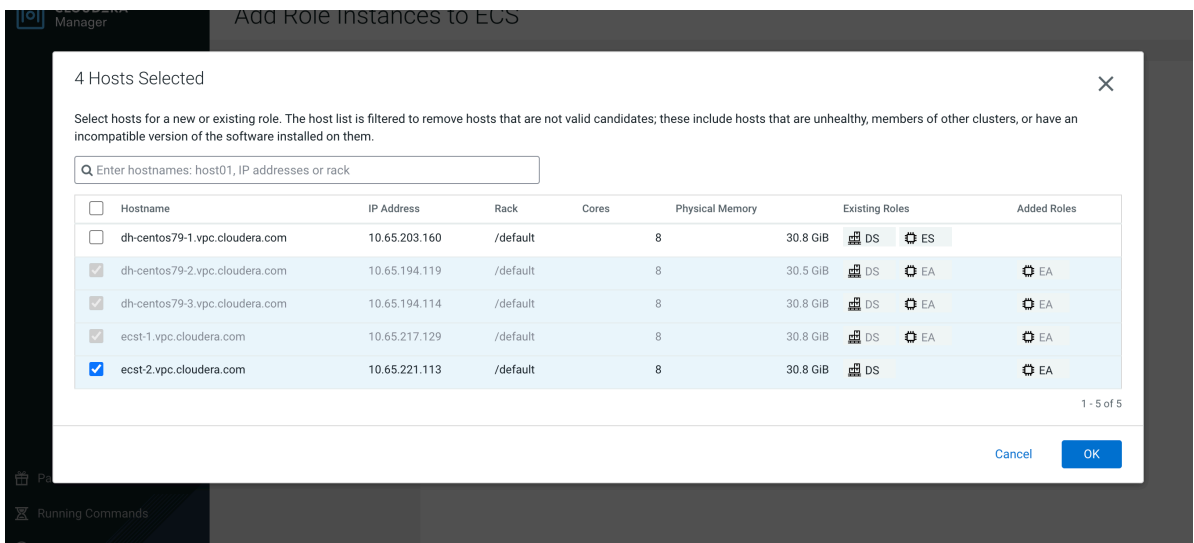 Manager
Add Role Instances to ECS
4 Hosts Selected
Select hosts for a new or existing role. The host list is filtered to remove hosts that are not valid candidates; these include hosts that are unhealthy, members of other clusters, or have an
incompatible version of the software installed on them.
Enter hostnames: host01, IP addresses or rack
Hostname IP Address Rack Cores Physical Memory Existing Roles Added Roles
dh-centos79-1.vpc.cloudera.com 10.65.203.160 /default 8 30.8 GiB DS ES
dh-centos79-2.vpc.cloudera.com 10.65.194.119 /default 8 30.5 GiB DS EA EA
dh-centos79-3.vpc.cloudera.com 10.65.194.114 /default 8 30.8 GiB DS EA EA
ecst-1.vpc.cloudera.com 10.65.217.129 /default 8 30.8 GiB DS EA EA
ecst-2.vpc.cloudera.com 10.65.221.113 /default 8 30.8 GiB DS EA
1 - 5 of 5
Cancel OK
Pa
Running Commands